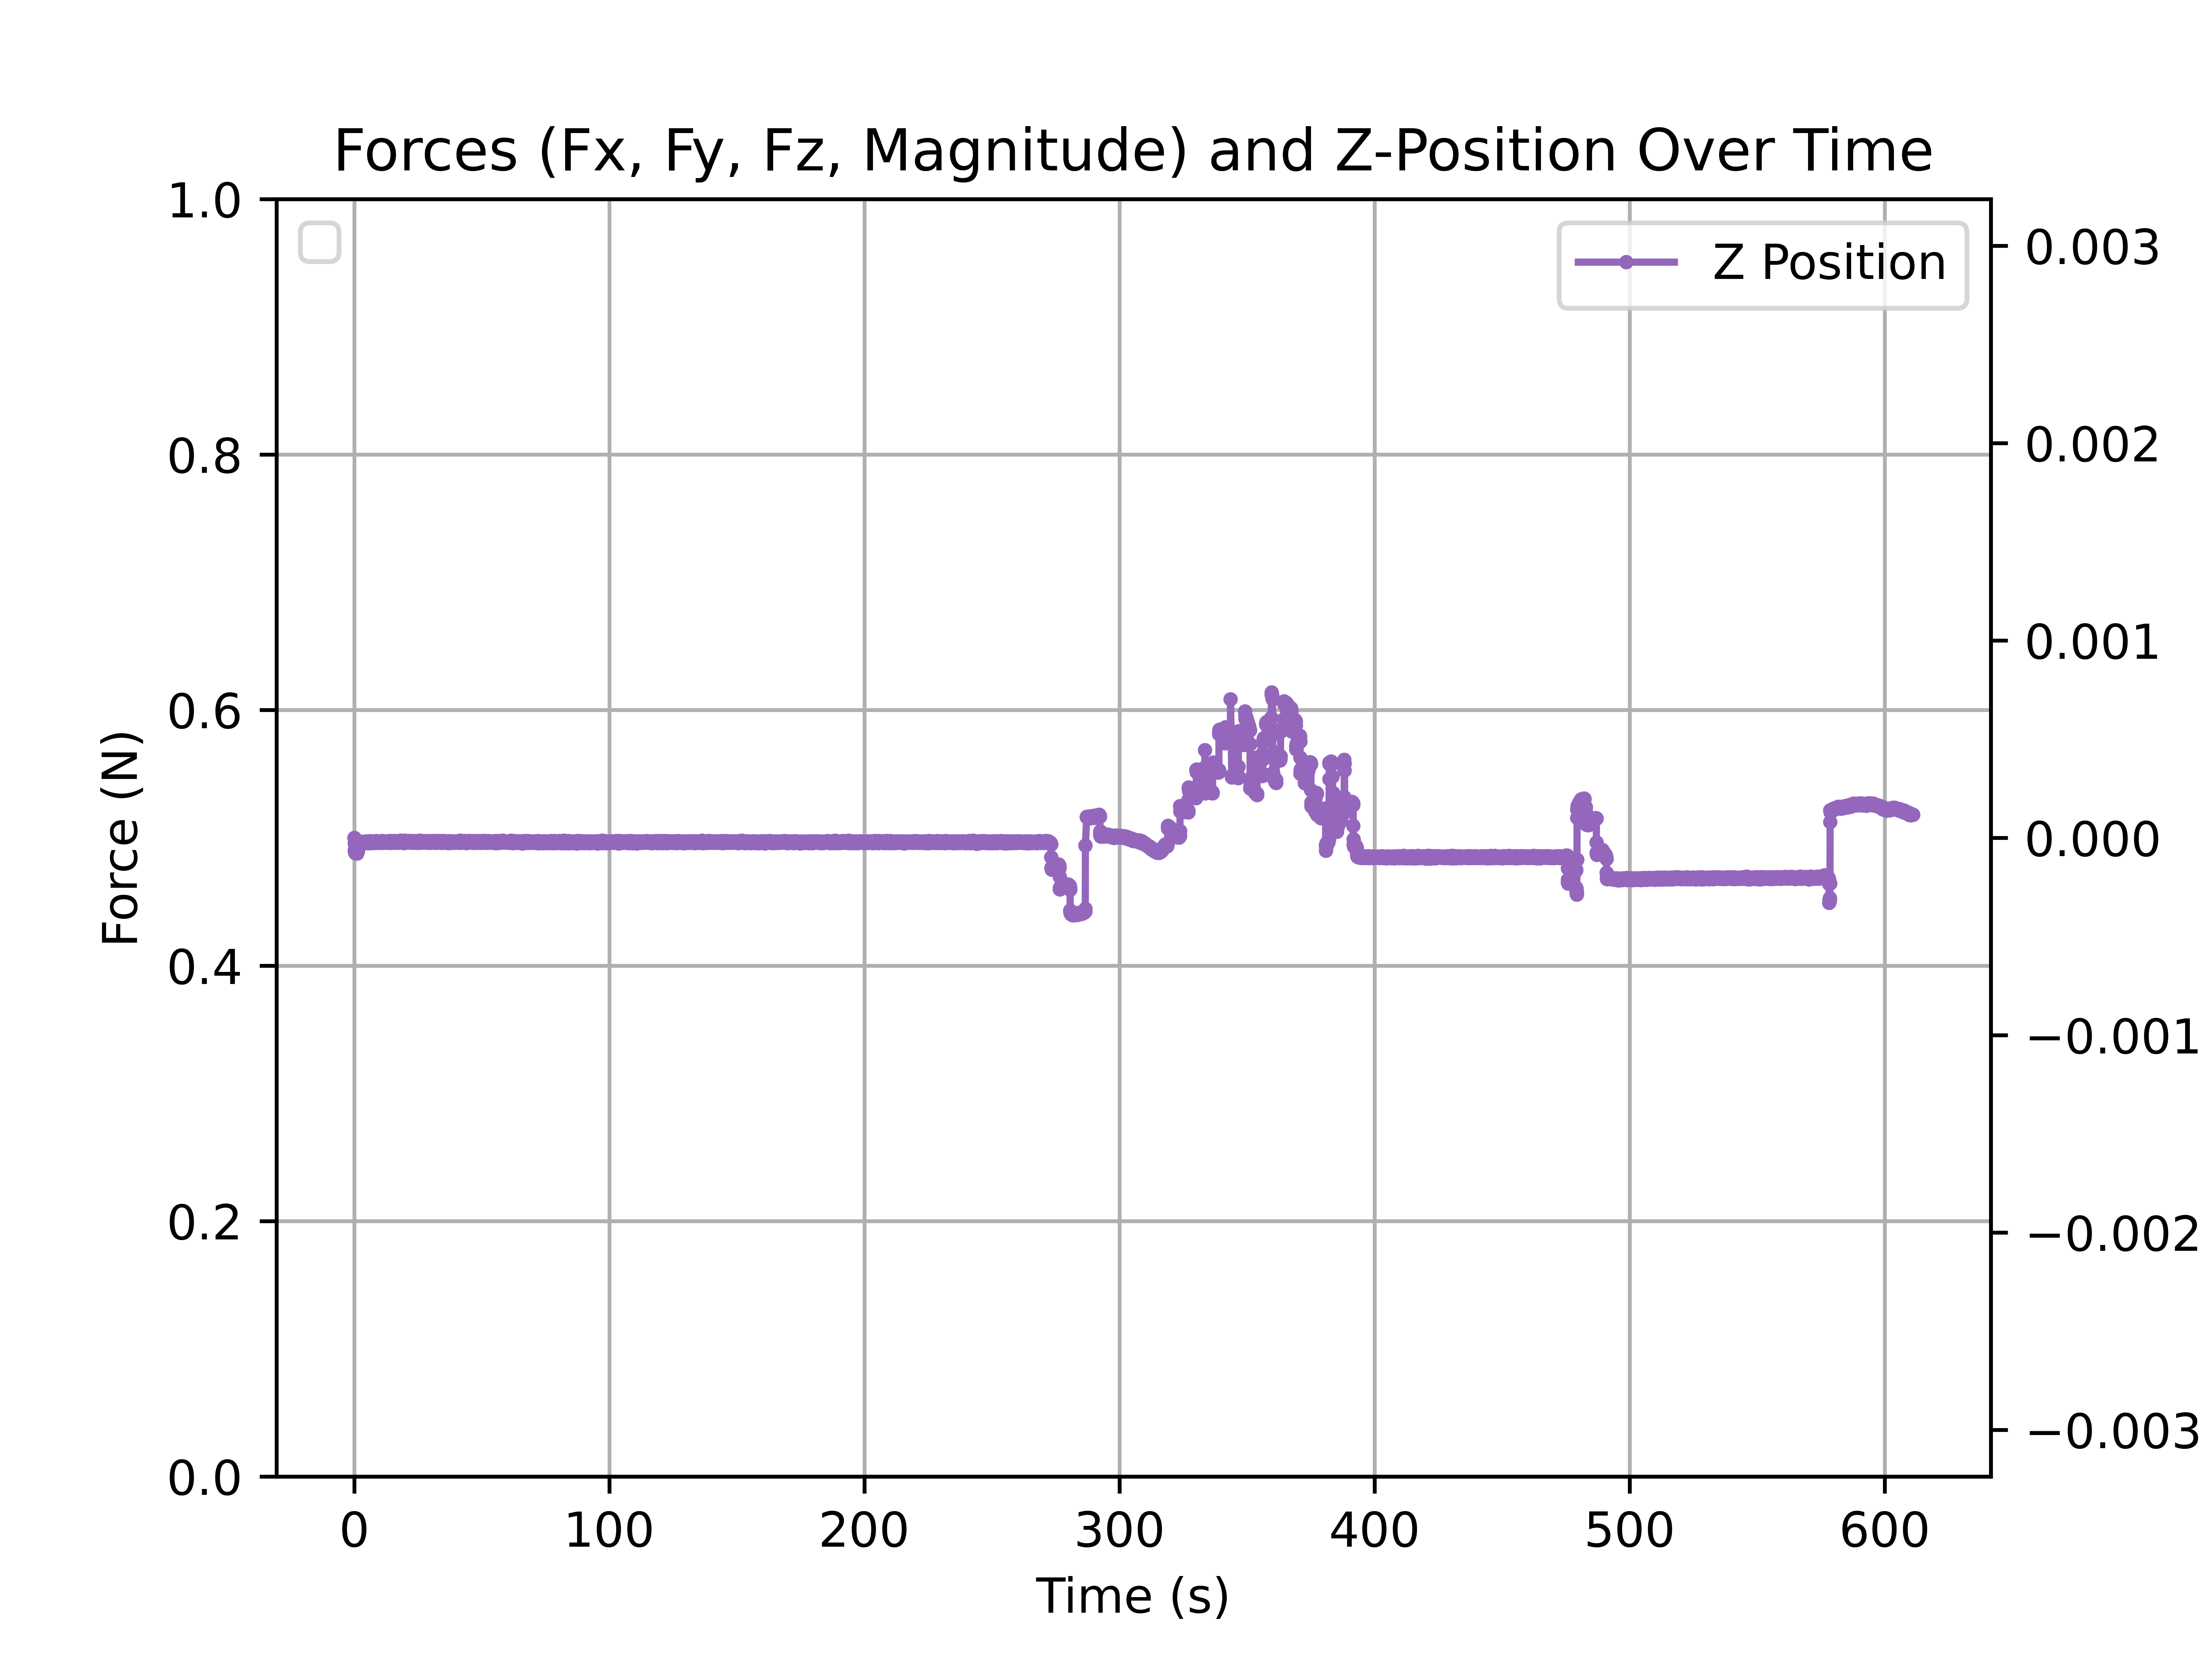 Forces (Fx, Fy, Fz, Magnitude) and Z-Position Over Time
Z Position
Force (N)
1.0
0.8
0.6
0.4
0.2
0.0
0.003
0.002
0.001
0.000
−0.001
−0.002
−0.003
0 100 200 300 400 500 600
Time (s)